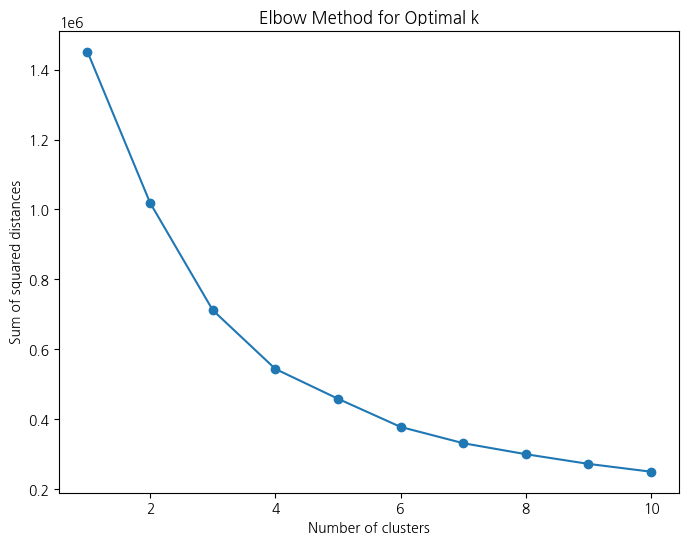 Elbow Method for Optimal k
1e6
1.4
1.2
1.0
0.8
0.6
0.4
0.2
Sum of squared distances
2 4 6 8 10
Number of clusters